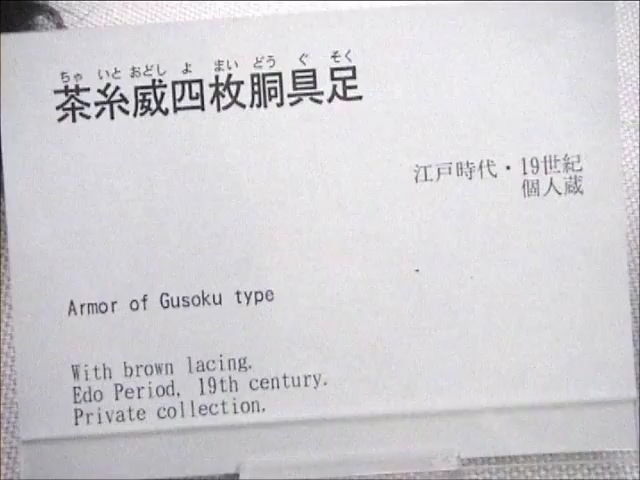 ちゃ いと おどし よ まい どう ぐ そく
茶糸威四枚胴具足
江戸時代・19世紀
個人蔵
Armor of Gusoku type
With brown lacing.
Edo Period, 19th century.
Private collection.